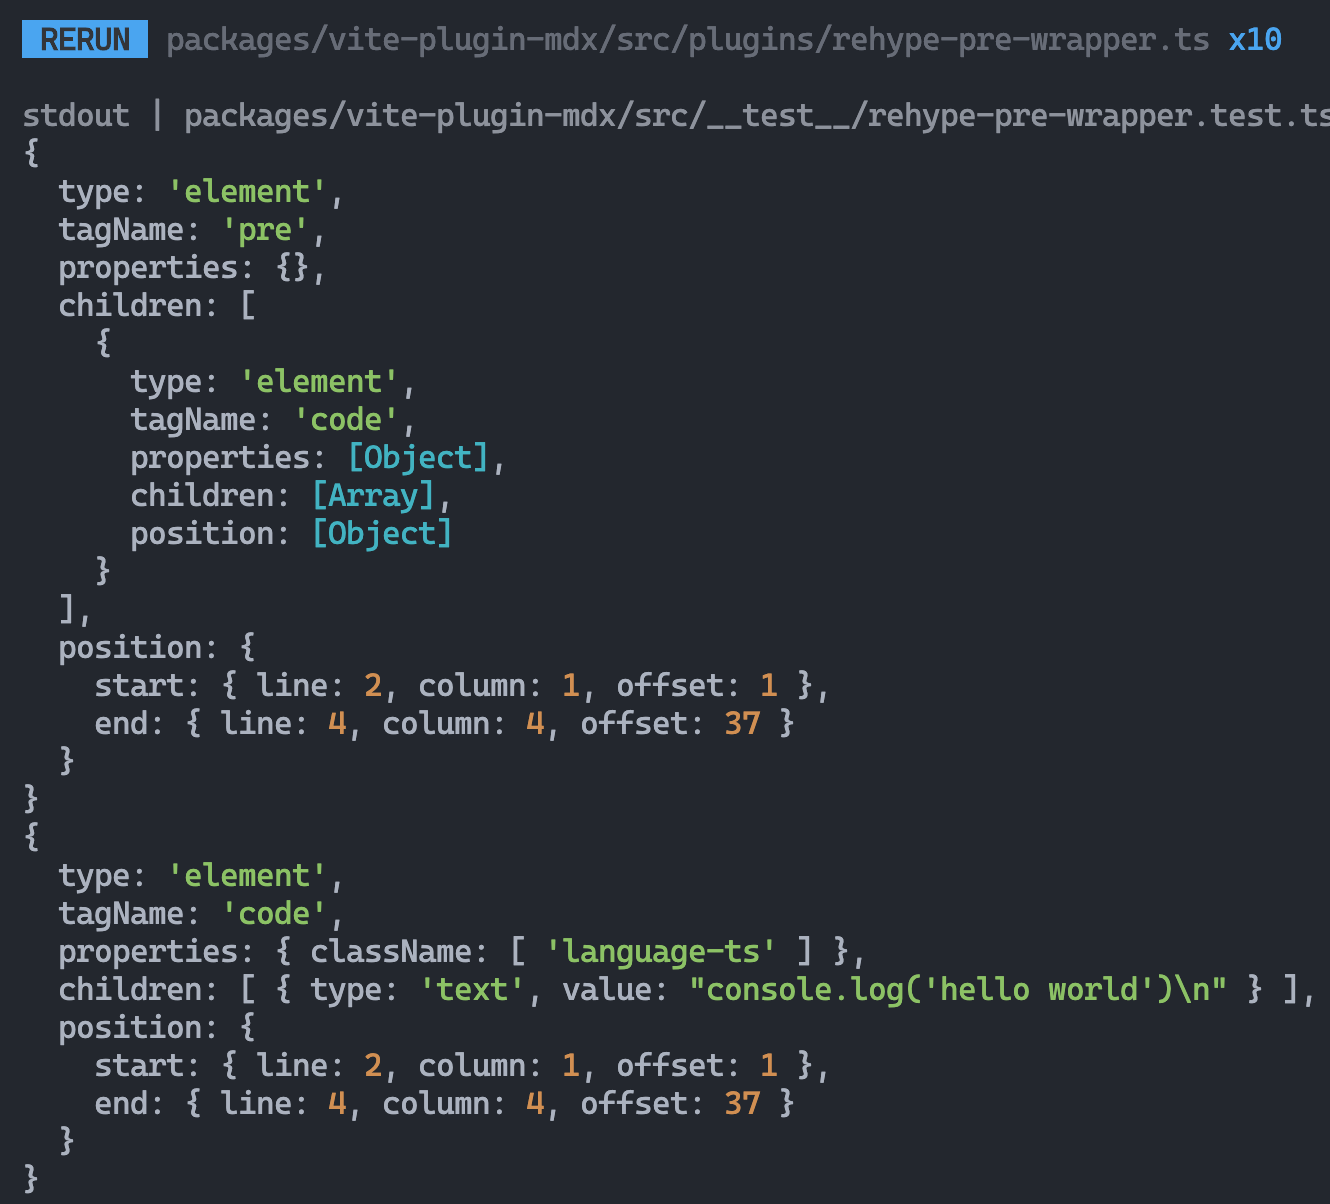 RERUN packages/vite-plugin-mdx/src/plugins/rehype-pre-wrapper.ts x10
stdout | packages/vite-plugin-mdx/src/__test__/rehype-pre-wrapper.test.ts
{
  type: 'element',
  tagName: 'pre',
  properties: {},
  children: [
    {
      type: 'element',
      tagName: 'code',
      properties: [Object],
      children: [Array],
      position: [Object]
    }
  ],
  position: {
    start: { line: 2, column: 1, offset: 1 },
    end: { line: 4, column: 4, offset: 37 }
  }
}
{
  type: 'element',
  tagName: 'code',
  properties: { className: [ 'language-ts' ] },
  children: [ { type: 'text', value: "console.log('hello world')\n" } ],
  position: {
    start: { line: 2, column: 1, offset: 1 },
    end: { line: 4, column: 4, offset: 37 }
  }
}